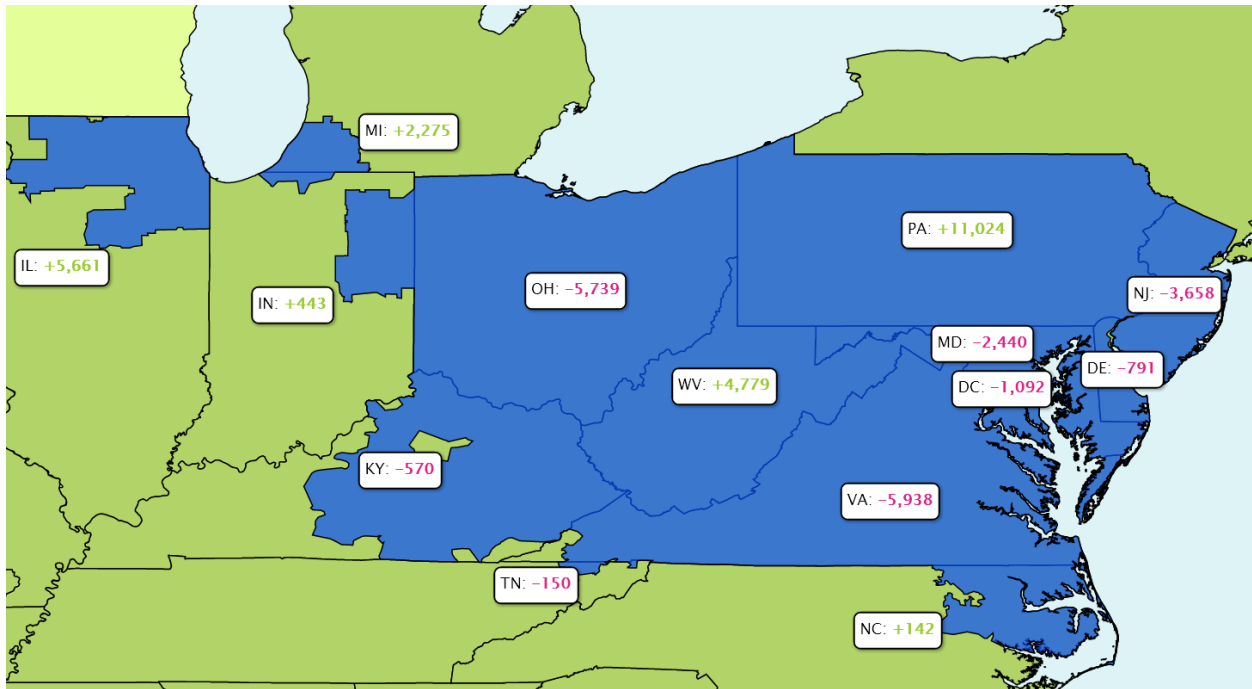 MI: +2,275
PA: +11,024
IL: +5,661
IN: +443
OH: −5,739
NJ: −3,658
MD: −2,440
DE: −791
WV: +4,779
DC: −1,092
KY: −570
VA: −5,938
TN: −150
NC: +142